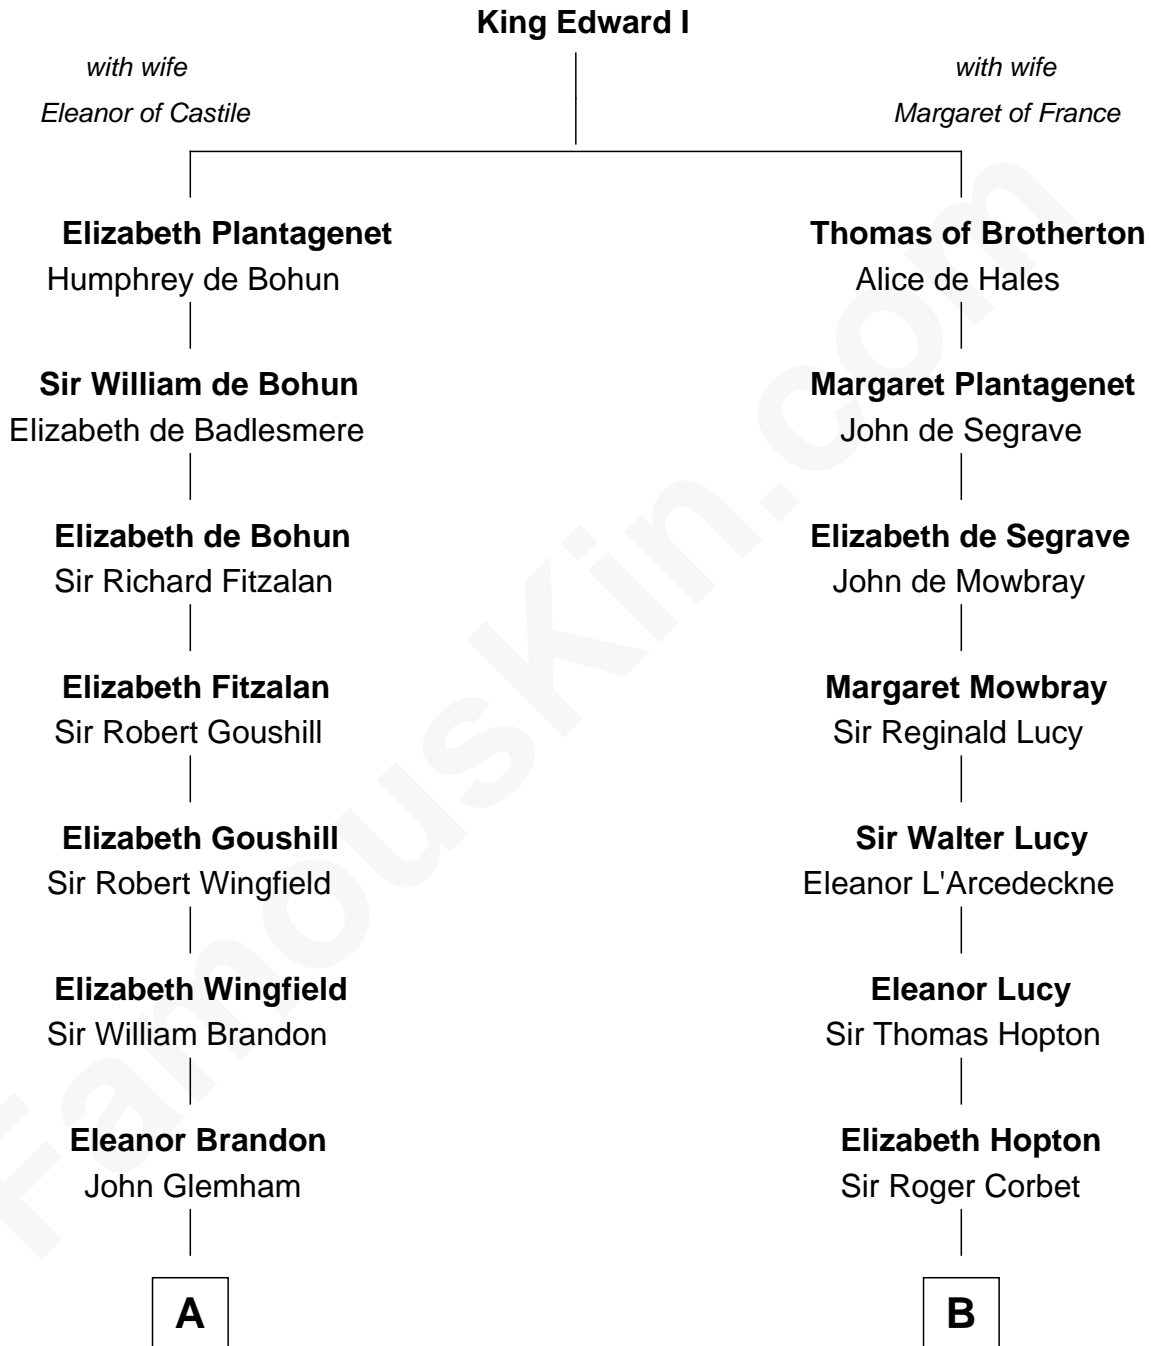 King Edward I
with wife
Eleanor of Castile
with wife
Margaret of France
Elizabeth Plantagenet
Humphrey de Bohun
Thomas of Brotherton
Alice de Hales
Sir William de Bohun
Elizabeth de Badlesmere
Margaret Plantagenet
John de Segrave
Elizabeth de Bohun
Sir Richard Fitzalan
Elizabeth de Segrave
John de Mowbray
Elizabeth Fitzalan
Sir Robert Goushill
Margaret Mowbray
Sir Reginald Lucy
Elizabeth Goushill
Sir Robert Wingfield
Sir Walter Lucy
Eleanor L'Arcedeckne
Elizabeth Wingfield
Sir William Brandon
Eleanor Lucy
Sir Thomas Hopton
Eleanor Brandon
John Glemham
Elizabeth Hopton
Sir Roger Corbet
A
B
FamousKin.com